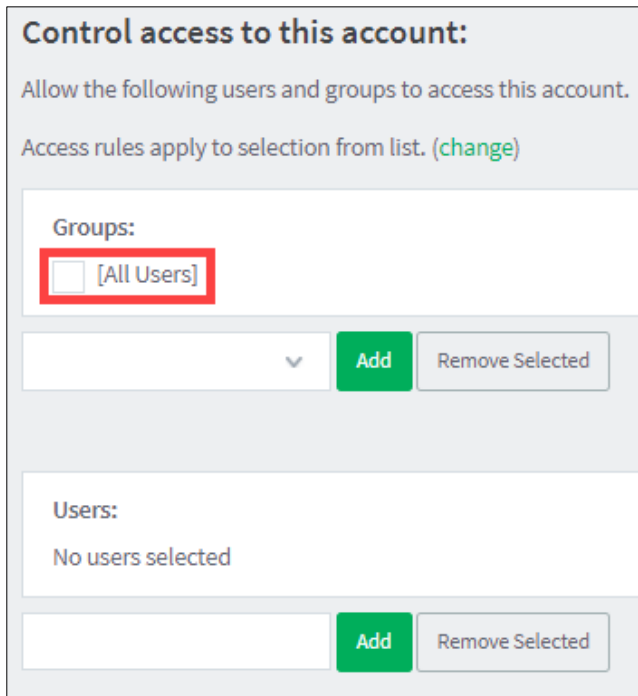 Control access to this account:
Allow the following users and groups to access this account.
Access rules apply to selection from list. (change)
Groups:
[All Users]
Add Remove Selected
Users:
No users selected
Add Remove Selected